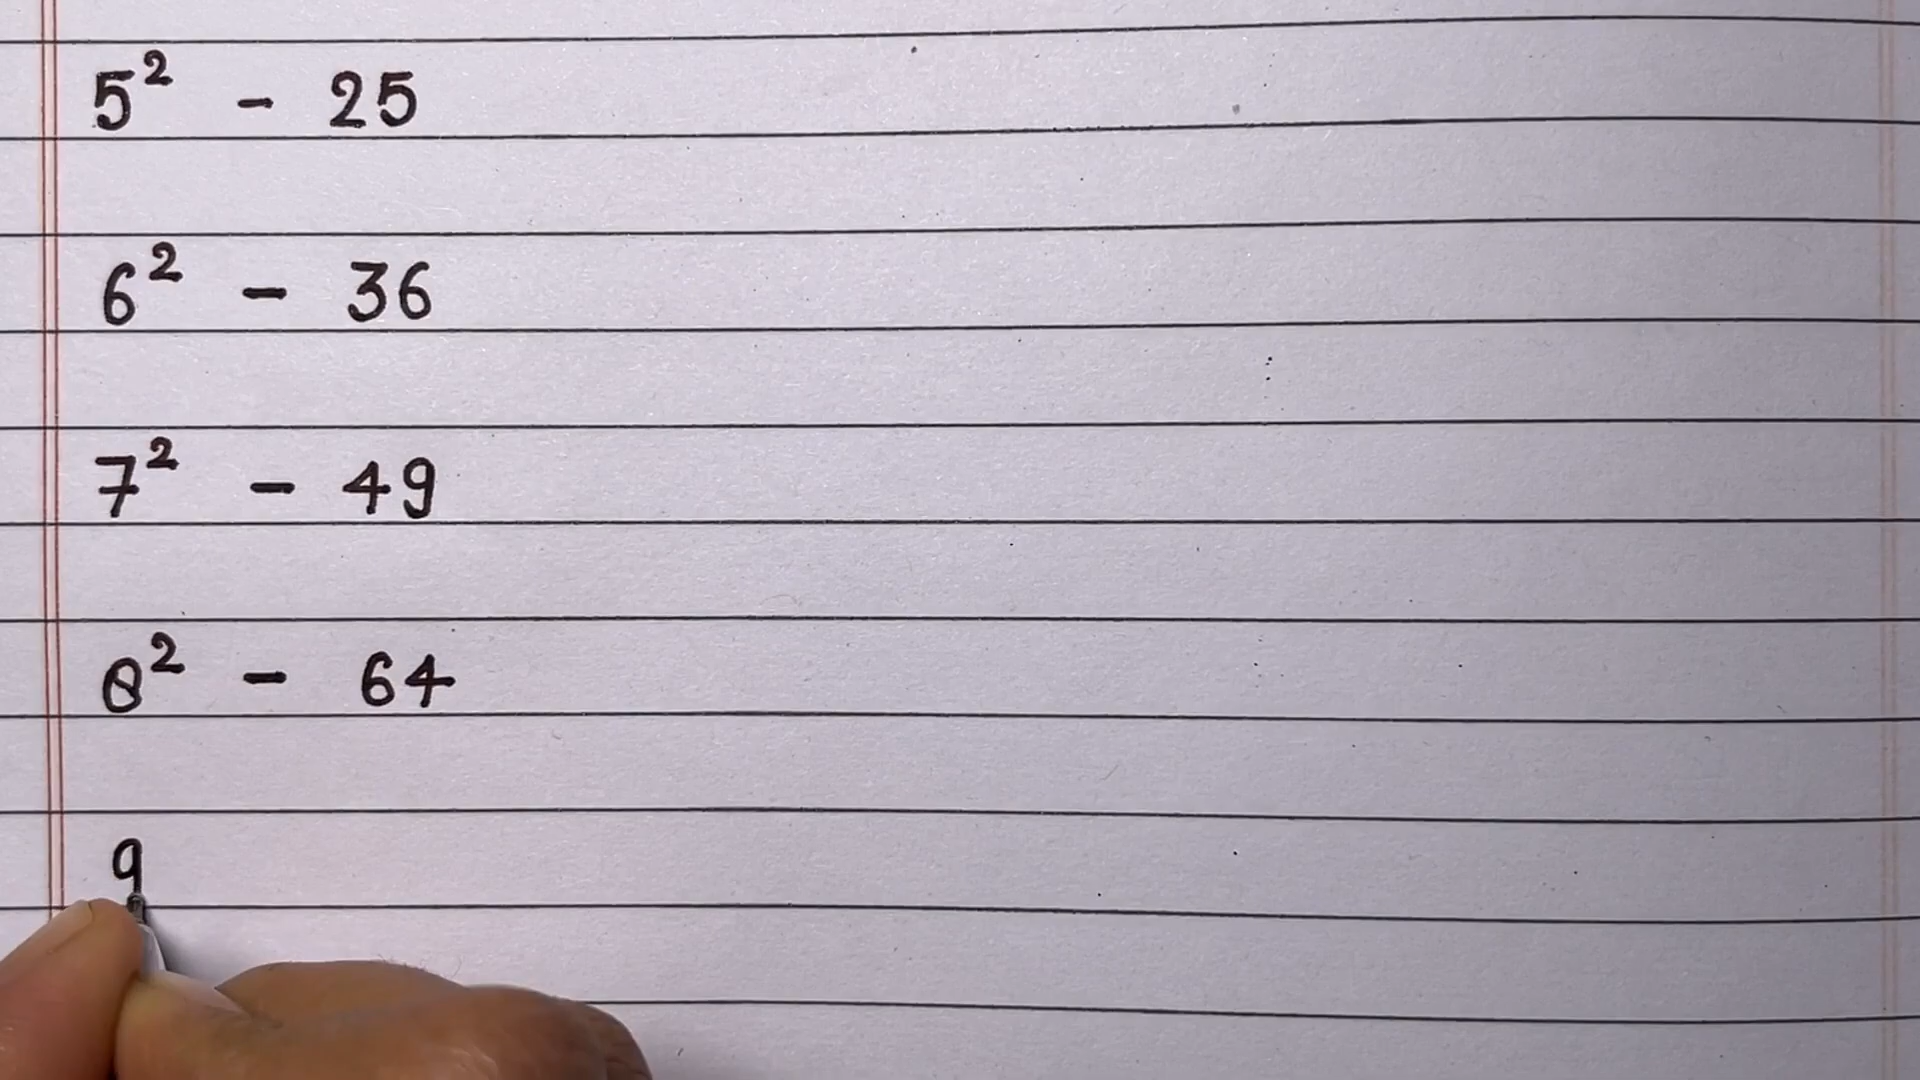 5² - 25
6² - 36
7² - 49
8² - 64
9